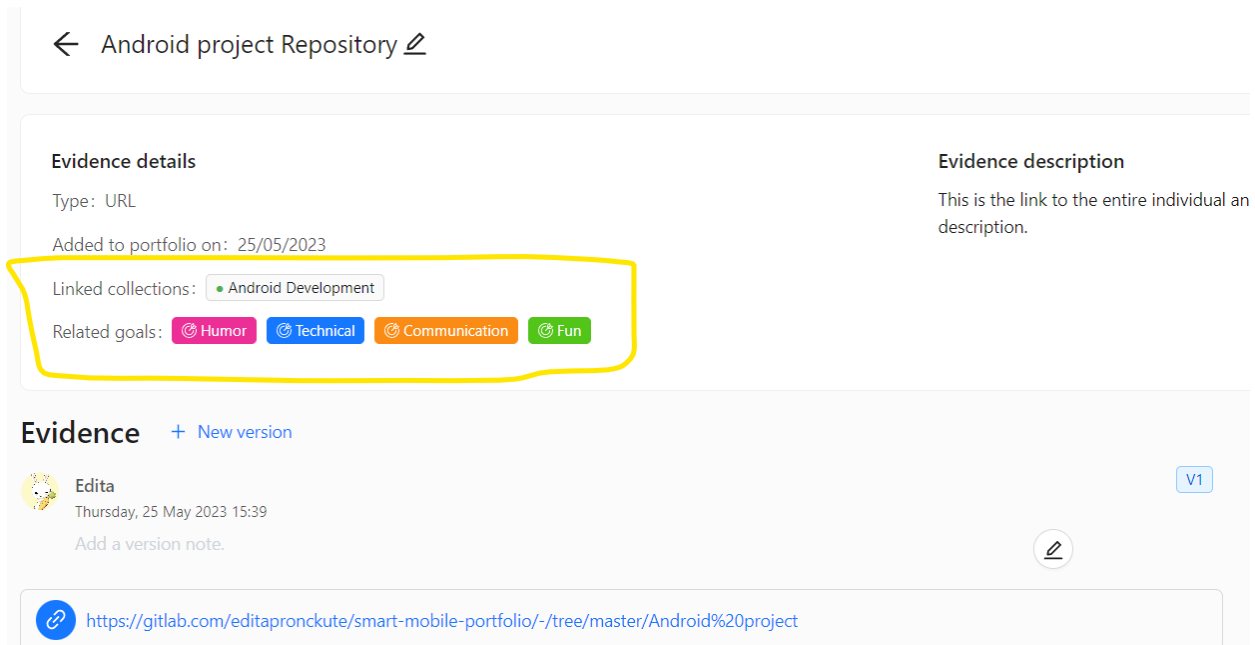 Android project Repository
Evidence details
Type: URL
Added to portfolio on: 25/05/2023
Linked collections: Android Development
Related goals: Humor Technical Communication Fun
Evidence description
This is the link to the entire individual an
description.
Evidence + New version
Edita
Thursday, 25 May 2023 15:39
Add a version note.
V1
https://gitlab.com/editapronckute/smart-mobile-portfolio/-/tree/master/Android%20project